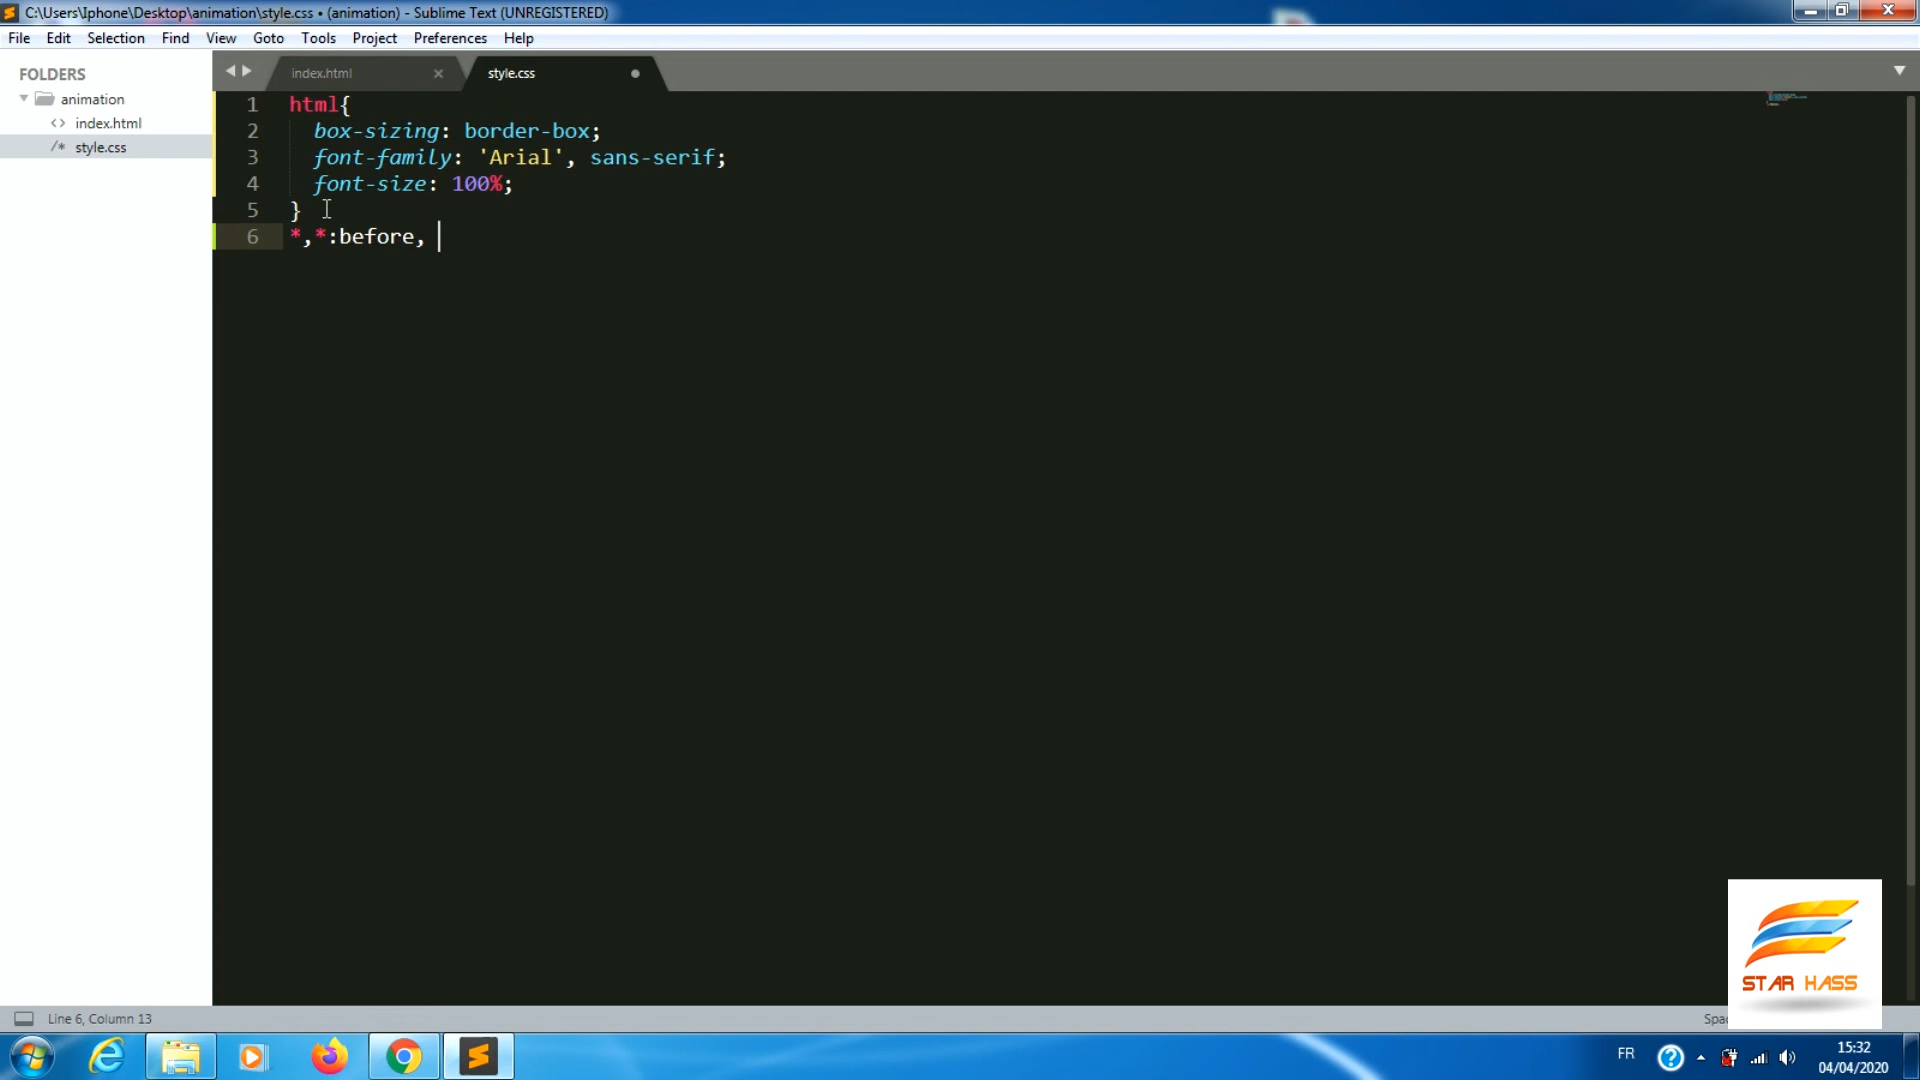 C:\Users\Iphone\Desktop\animation\style.css • (animation) - Sublime Text (UNREGISTERED)
File Edit Selection Find View Goto Tools Project Preferences Help
FOLDERS
animation
<> index.html
/* style.css
index.html × style.css
1 html{
2 box-sizing: border-box;
3 font-family: 'Arial', sans-serif;
4 font-size: 100%;
5 }
6 *,*:before,
STAR HASS
Line 6, Column 13
FR
15:32
04/04/2020